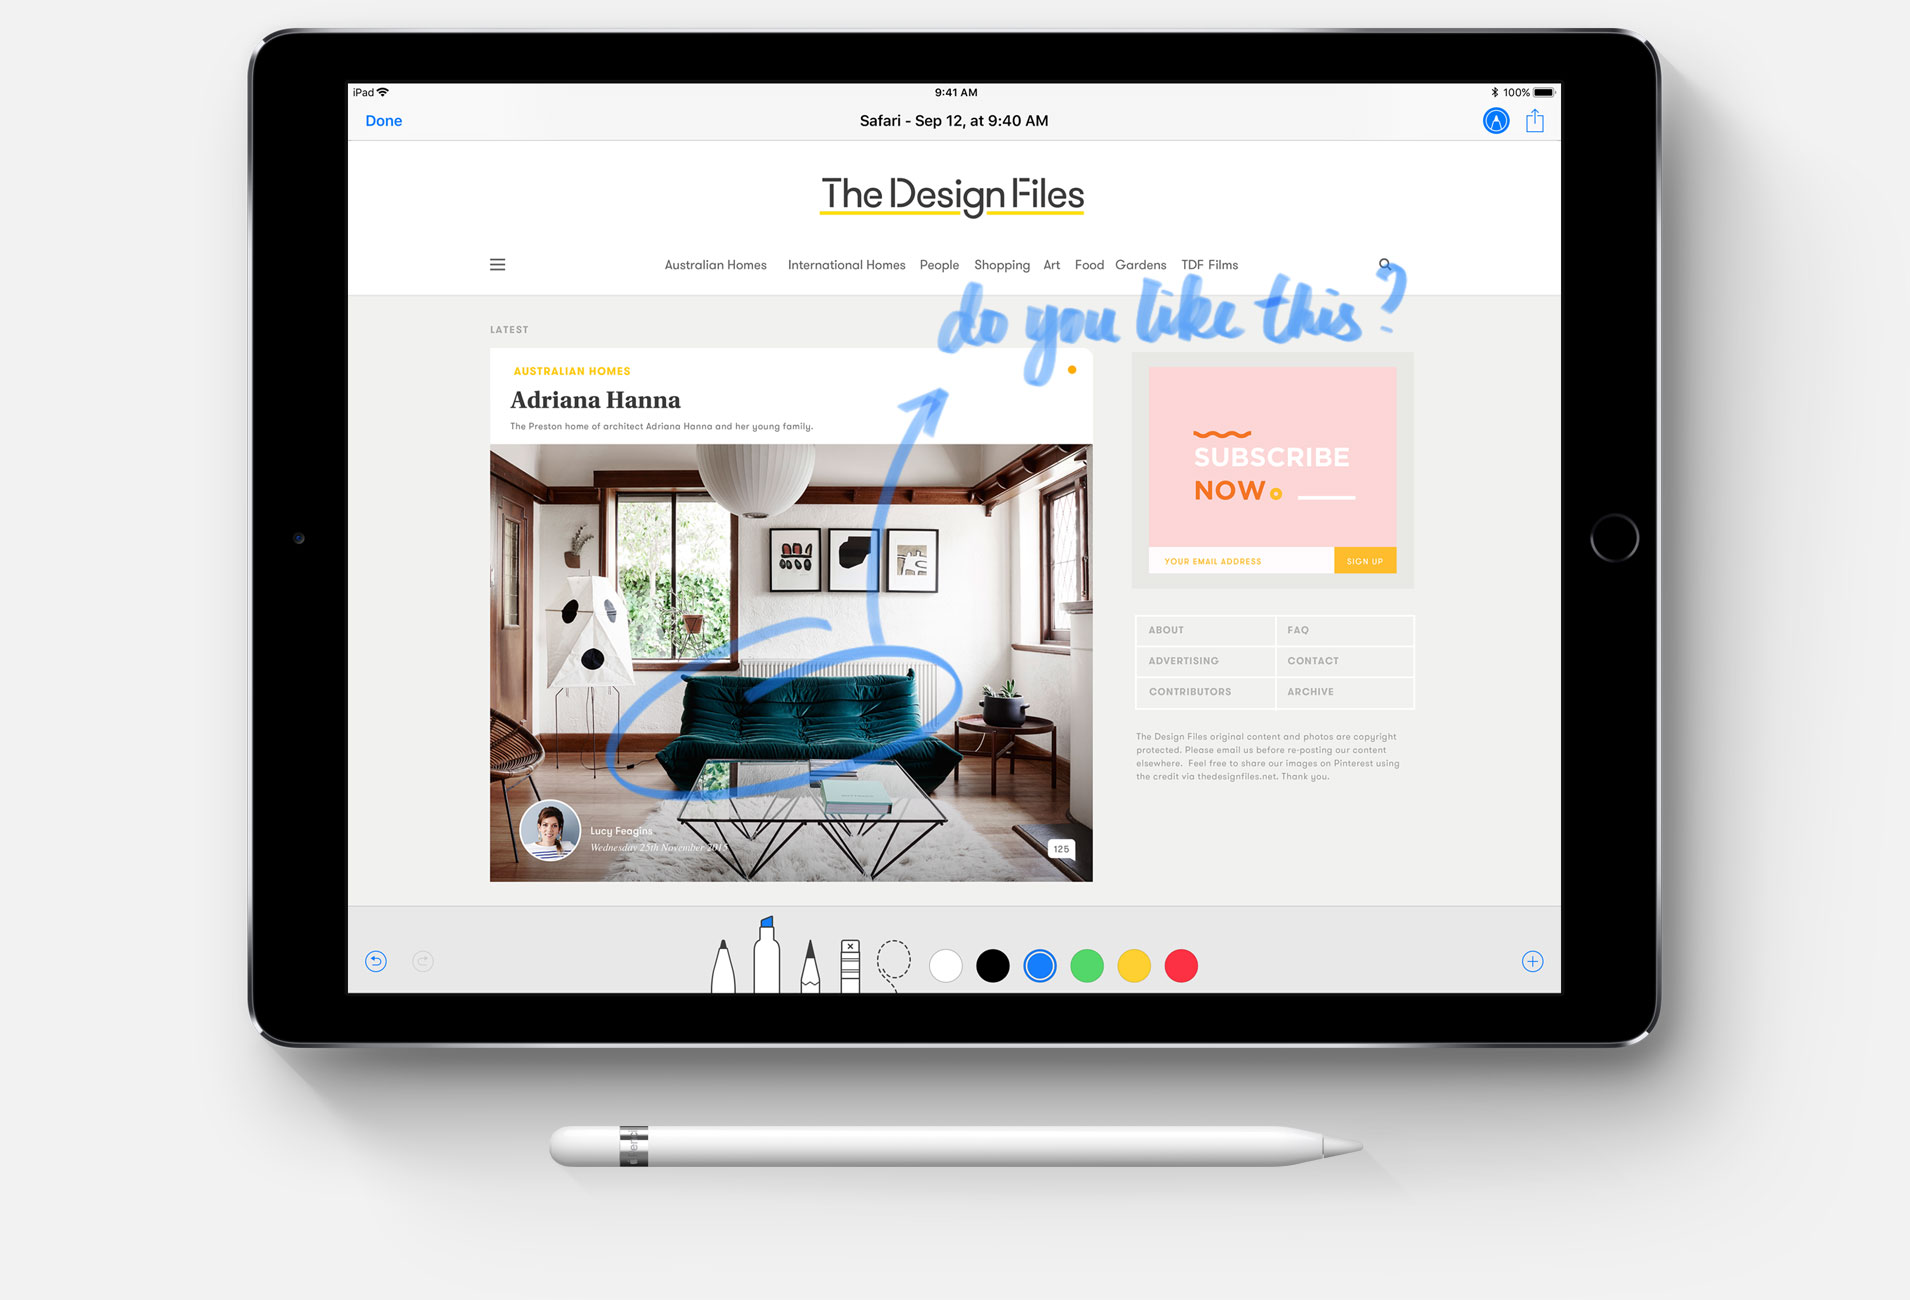 iPad
9:41 AM
100%
Done
Safari - Sep 12, at 9:40 AM
The Design Files
Australian Homes International Homes People Shopping Art Food Gardens TDF Films
do you like this?
LATEST
AUSTRALIAN HOMES
Adriana Hanna
The Preston home of architect Adriana Hanna and her young family.
Lucy Feagins
Wednesday 25th November 2015
125
SUBSCRIBE
NOW
YOUR EMAIL ADDRESS SIGN UP
ABOUT FAQ
ADVERTISING CONTACT
CONTRIBUTORS ARCHIVE
The Design Files original content and photos are copyright
protected. Please email us before re-posting our content
elsewhere. Feel free to share our images on Pinterest using
the credit via thedesignfiles.net. Thank you.